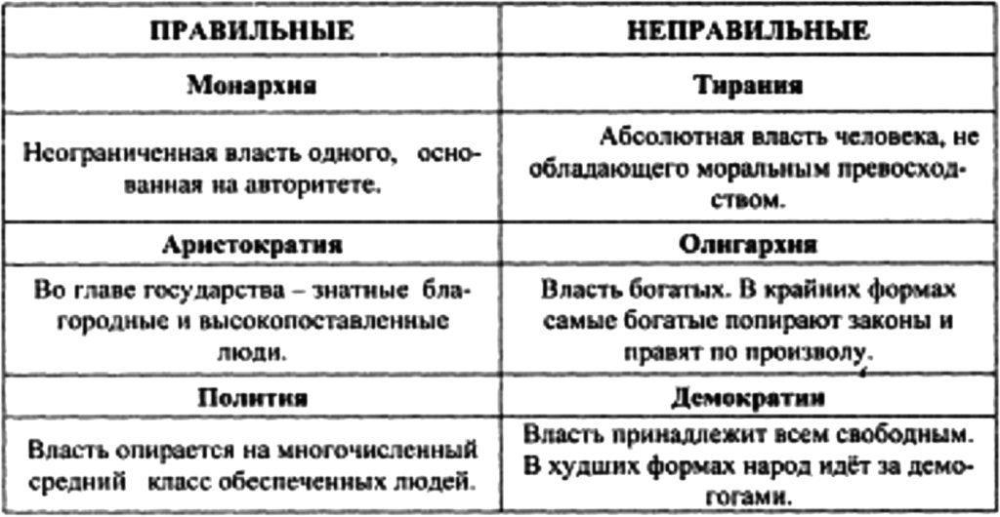 ПРАВИЛЬНЫЕ
НЕПРАВИЛЬНЫЕ
Монархия
Тирания
Неограниченная власть одного, осно-
ванная на авторитете.
Абсолютная власть человека, не
обладающего моральным превосход-
ством.
Аристократия
Олигархия
Во главе государства – знатные бла-
городные и высокопоставленные
люди.
Власть богатых. В крайних формах
самые богатые попирают законы и
правят по произволу.
Полития
Демократии
Власть опирается на многочисленный
средний класс обеспеченных людей.
Власть принадлежит всем свободным.
В худших формах народ идёт за демо-
гогами.